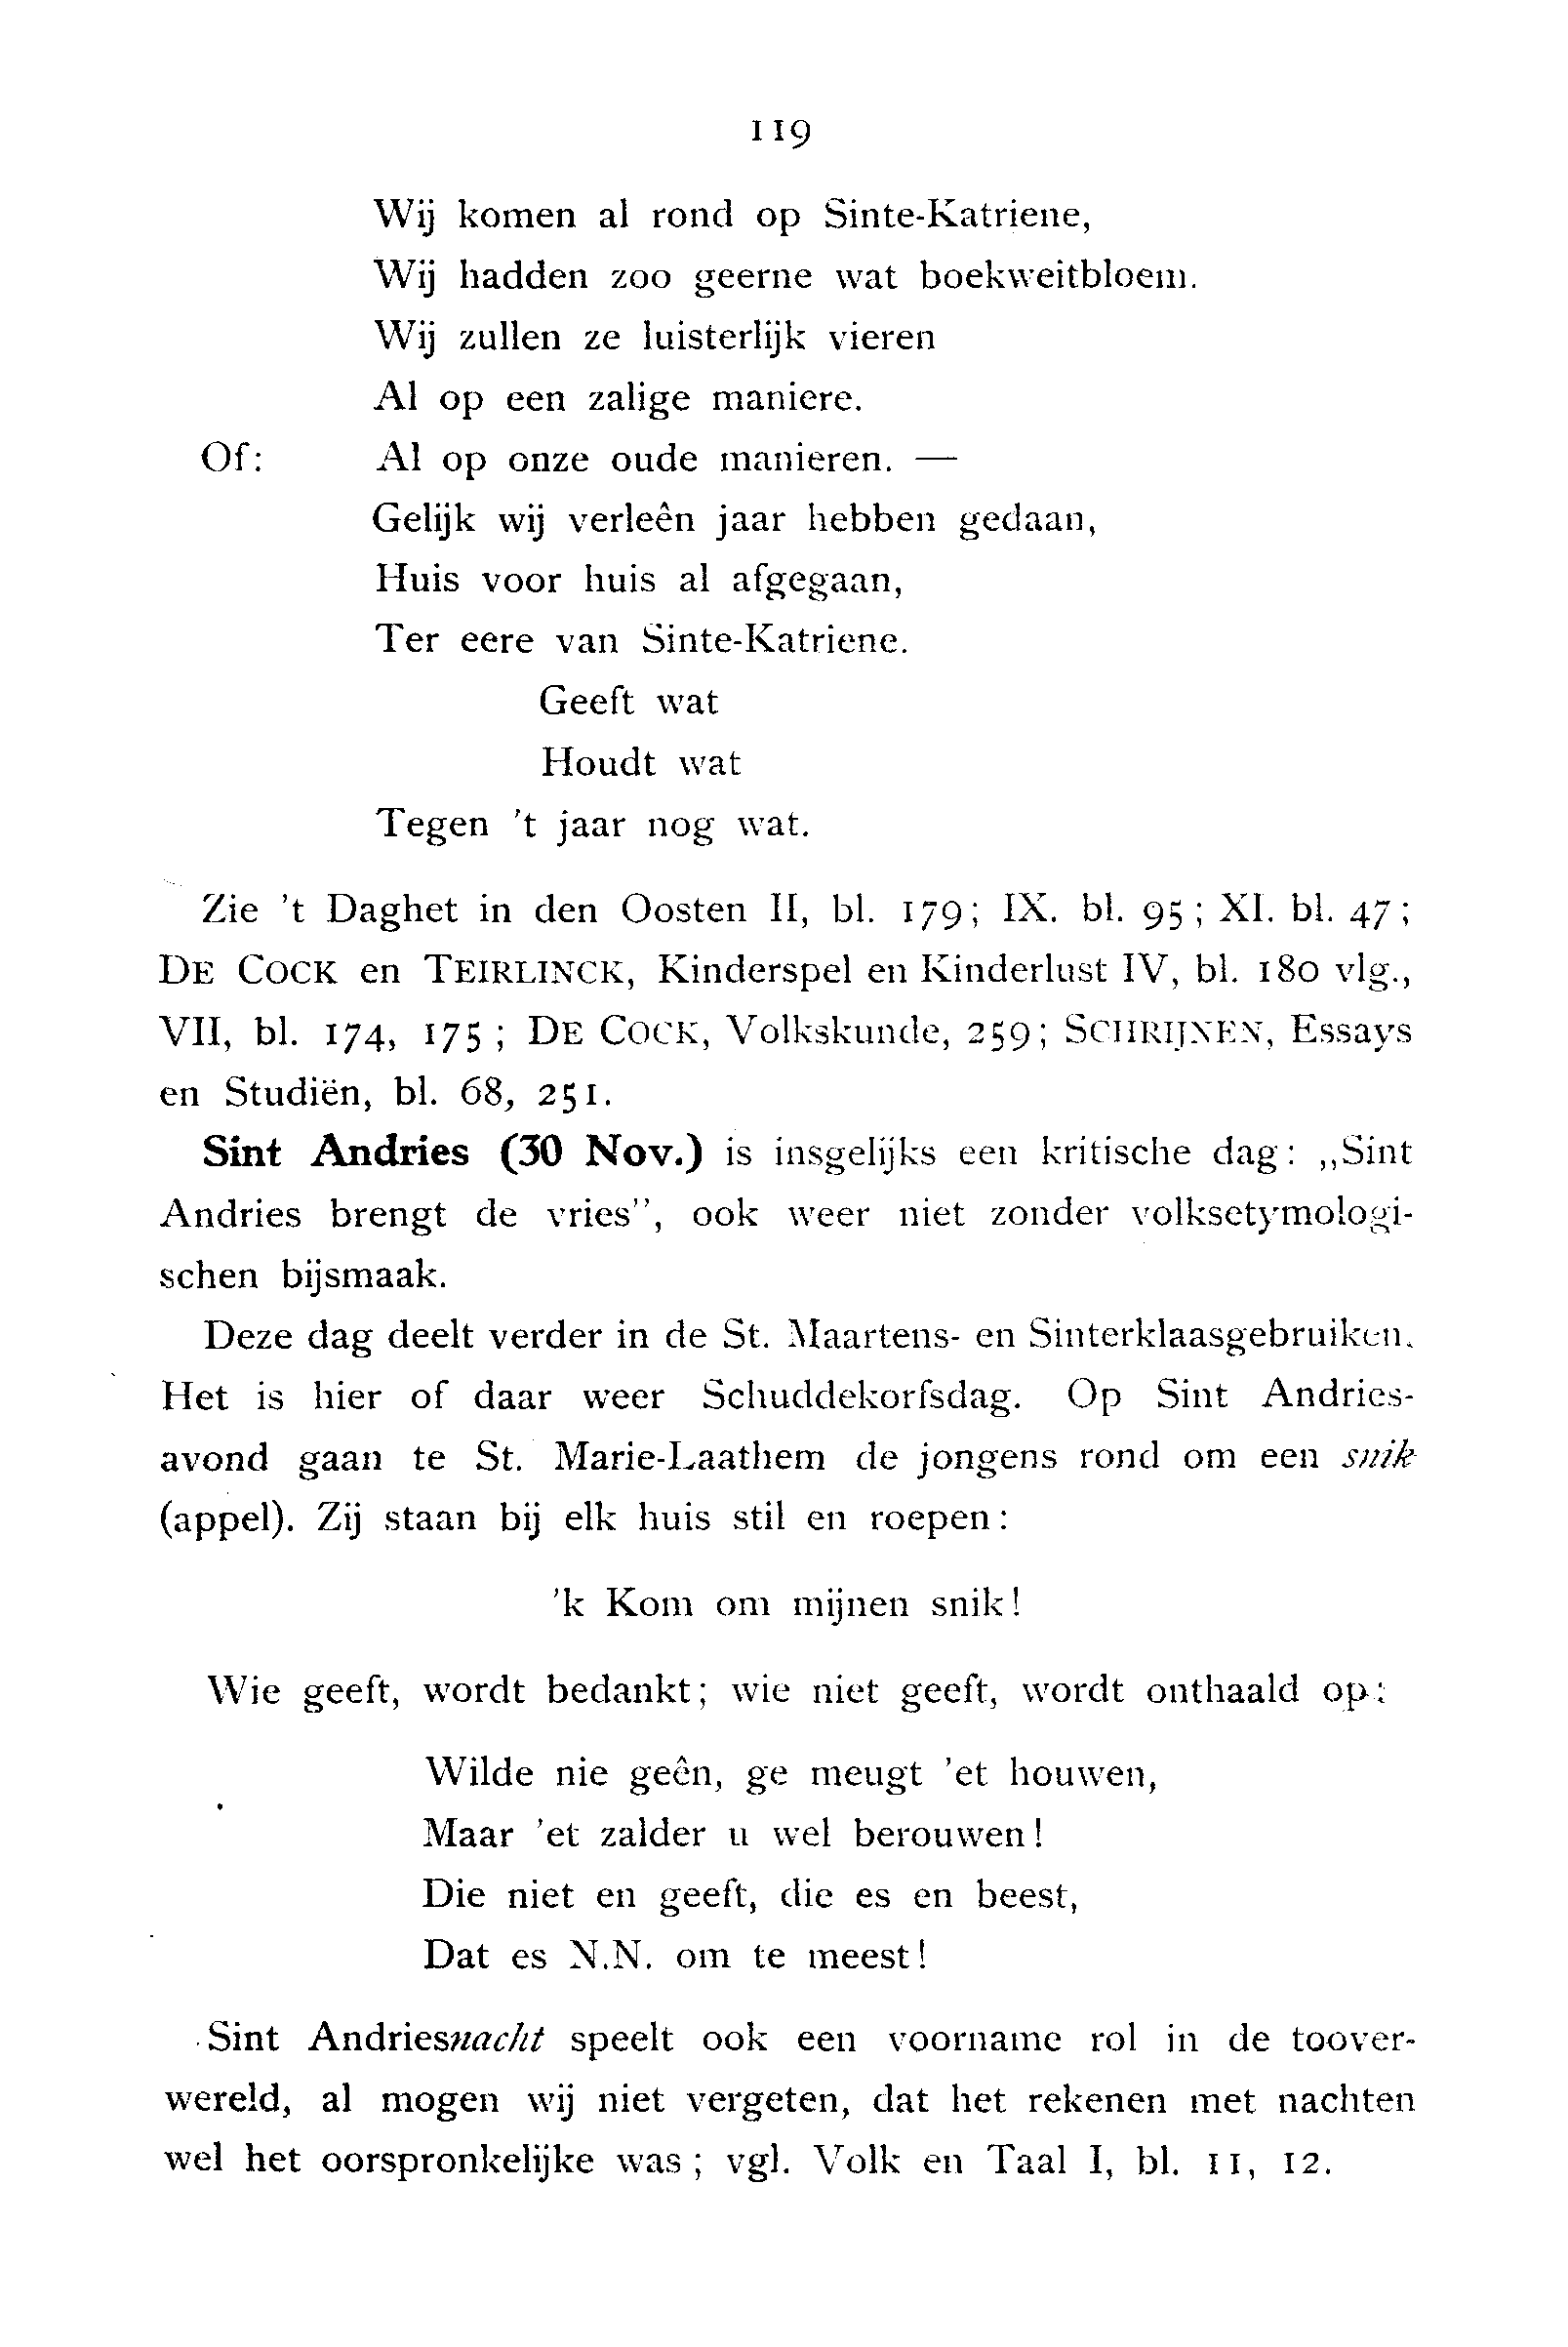 119
Wij komen al rond op Sinte-Katriene,
Wij hadden zoo geerne wat boekweitbloem.
Wij zullen ze luisterlijk vieren
Al op een zalige maniere.
Of: Al op onze oude manieren. —
Gelijk wij verleên jaar hebben gedaan,
Huis voor huis al afgegaan,
Ter eere van Sinte-Katriene.
Geeft wat
Houdt wat
Tegen 't jaar nog wat.
Zie 't Daghet in den Oosten II, bl. 179; IX. bl. 95; XI. bl. 47;
DE COCK en TEIRLINCK, Kinderspel en Kinderlust IV, bl. 180 vlg.,
VII, bl. 174, 175; DE COCK, Volkskunde, 259; SCHRIJNEN, Essays
en Studiën, bl. 68, 251.
Sint Andries (30 Nov.) is insgelijks een kritische dag: „Sint
Andries brengt de vries”, ook weer niet zonder volksetymologi-
schen bijsmaak.
Deze dag deelt verder in de St. Maartens- en Sinterklaasgebruiken.
Het is hier of daar weer Schuddekorfsdag. Op Sint Andries-
avond gaan te St. Marie-Laathem de jongens rond om een snik
(appel). Zij staan bij elk huis stil en roepen:
'k Kom om mijnen snik!
Wie geeft, wordt bedankt; wie niet geeft, wordt onthaald op:
Wilde nie geên, ge meugt 'et houwen,
Maar 'et zalder u wel berouwen!
Die niet en geeft, die es en beest,
Dat es N.N. om te meest!
Sint Andriesnacht speelt ook een voorname rol in de toover-
wereld, al mogen wij niet vergeten, dat het rekenen met nachten
wel het oorspronkelijke was; vgl. Volk en Taal I, bl. 11, 12.